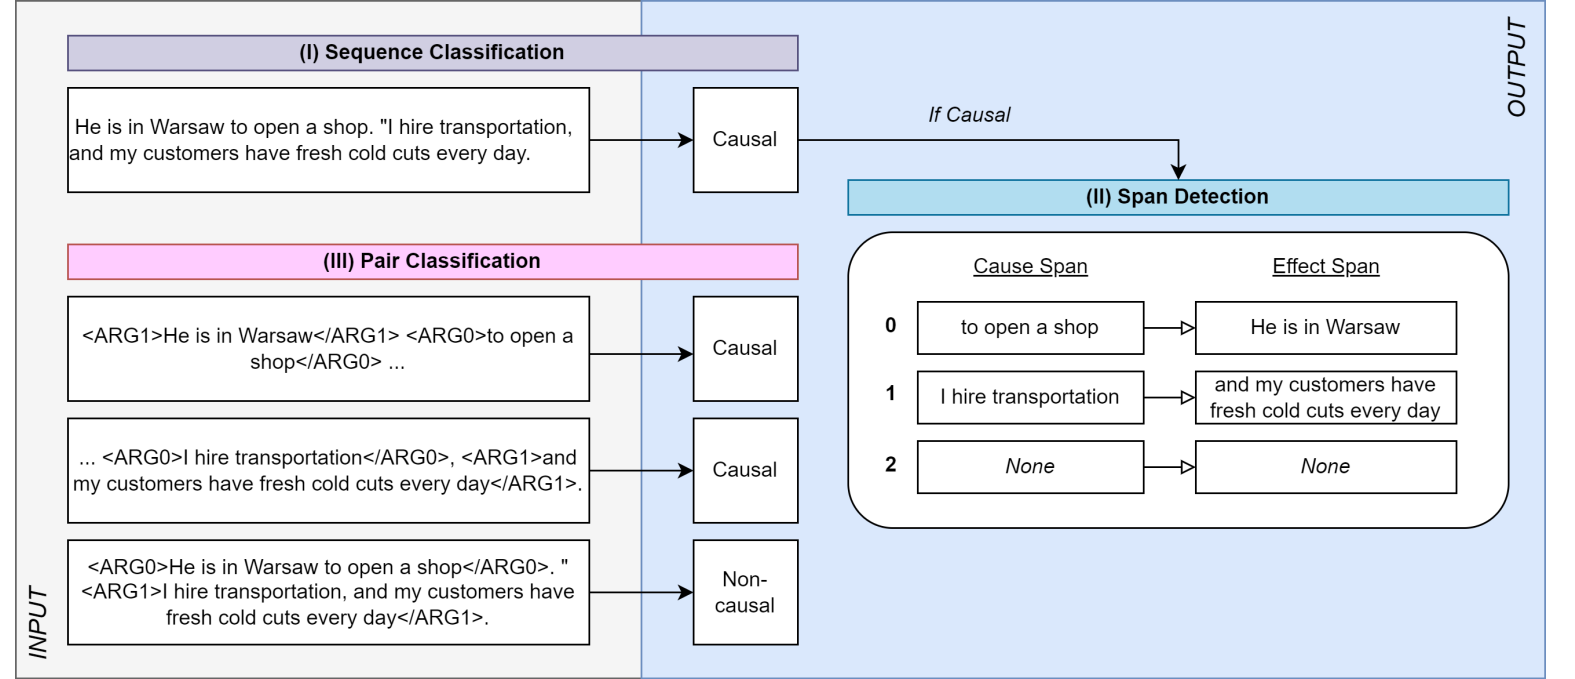 (I) Sequence Classification
He is in Warsaw to open a shop. "I hire transportation,
and my customers have fresh cold cuts every day.
Causal
If Causal
OUTPUT
(II) Span Detection
Cause Span
Effect Span
0
to open a shop
He is in Warsaw
1
I hire transportation
and my customers have
fresh cold cuts every day
2
None
None
(III) Pair Classification
<ARG1>He is in Warsaw</ARG1> <ARG0>to open a
shop</ARG0> ...
Causal
... <ARG0>I hire transportation</ARG0>, <ARG1>and
my customers have fresh cold cuts every day</ARG1>.
Causal
<ARG0>He is in Warsaw to open a shop</ARG0>. "
<ARG1>I hire transportation, and my customers have
fresh cold cuts every day</ARG1>.
Non-
causal
INPUT